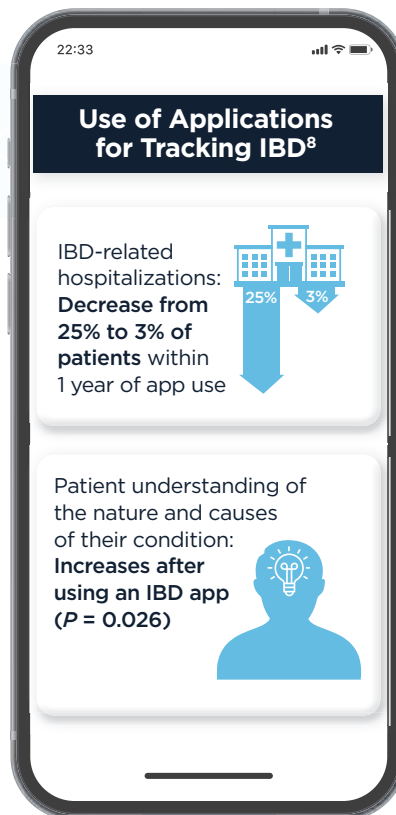 22:33
Use of Applications
for Tracking IBD⁸
IBD-related
hospitalizations:
Decrease from
25% to 3% of
patients within
1 year of app use
25%
3%
Patient understanding of
the nature and causes
of their condition:
Increases after
using an IBD app
(P = 0.026)